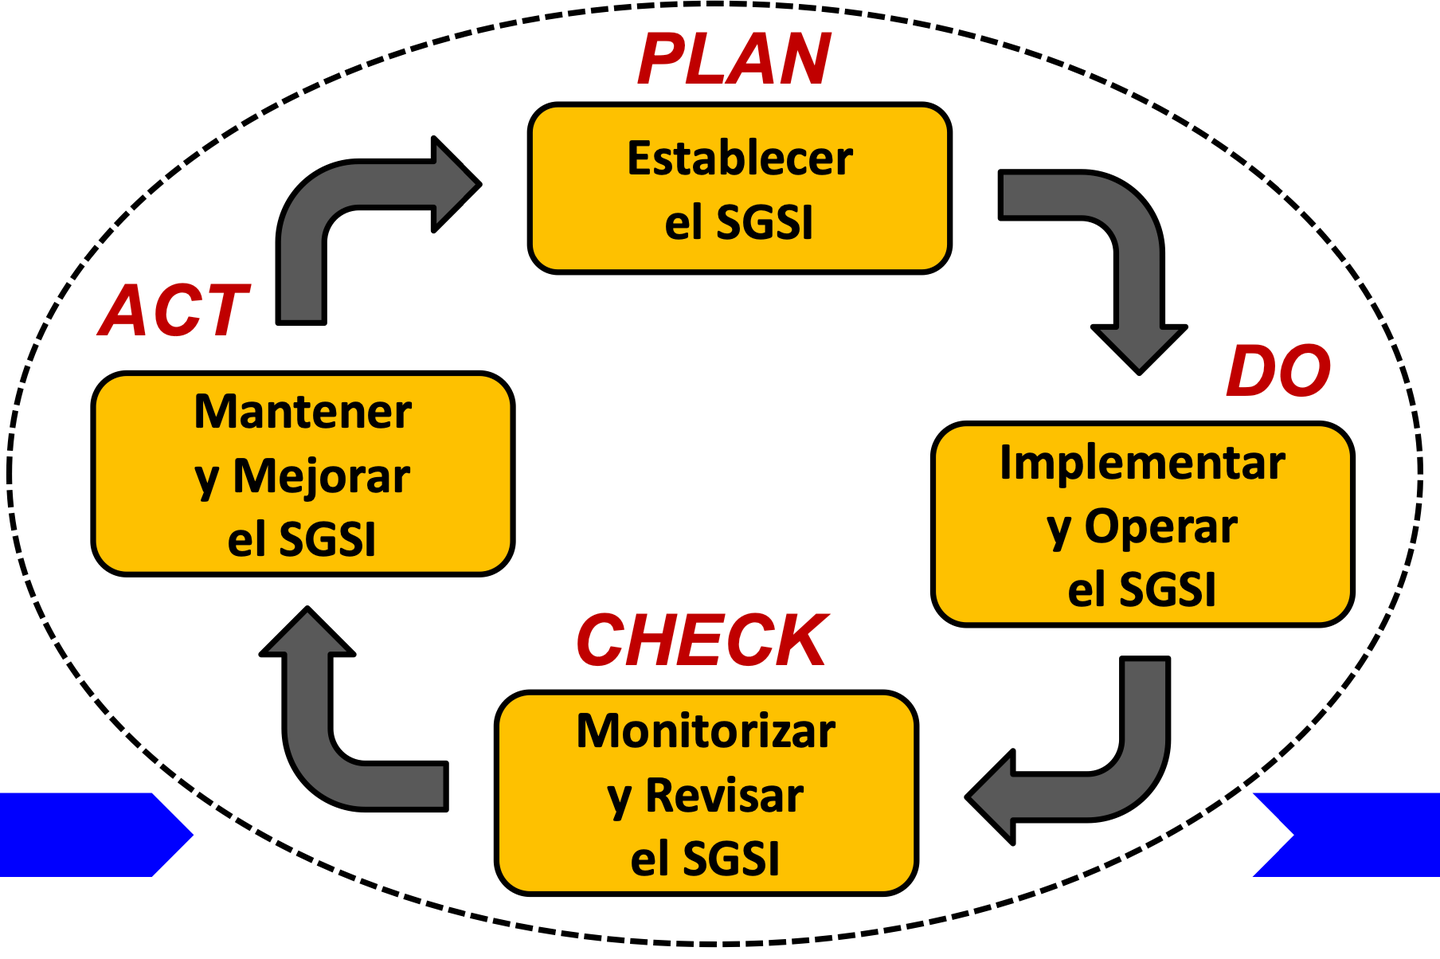 PLAN
Establecer
el SGSI
DO
Implementar
y Operar
el SGSI
CHECK
Monitorizar
y Revisar
el SGSI
ACT
Mantener
y Mejorar
el SGSI